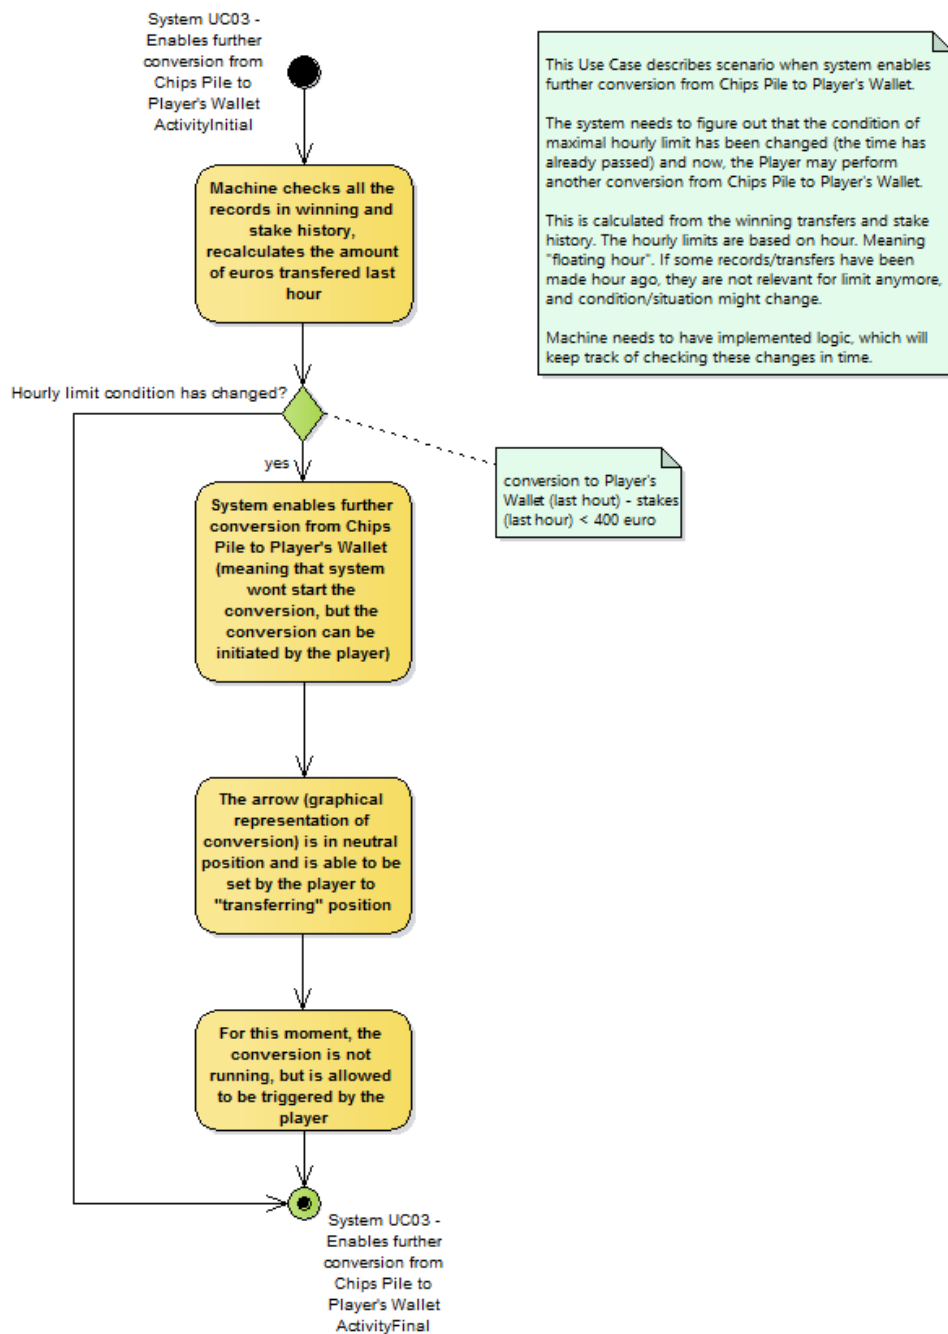 System UC03 -
Enables further
conversion from
Chips Pile to
Player's Wallet
ActivityInitial
This Use Case describes scenario when system enables
further conversion from Chips Pile to Player's Wallet.
The system needs to figure out that the condition of
maximal hourly limit has been changed (the time has
already passed) and now, the Player may perform
another conversion from Chips Pile to Player's Wallet.
This is calculated from the winning transfers and stake
history. The hourly limits are based on hour. Meaning
"floating hour". If some records/transfers have been
made hour ago, they are not relevant for limit anymore,
and condition/situation might change.
Machine needs to have implemented logic, which will
keep track of checking these changes in time.
Machine checks all the
records in winning and
stake history,
recalculates the amount
of euros transfered last
hour
Hourly limit condition has changed?
yes
conversion to Player's
Wallet (last hout) - stakes
(last hour) < 400 euro
System enables further
conversion from Chips
Pile to Player's Wallet
(meaning that system
wont start the
conversion, but the
conversion can be
initiated by the player)
The arrow (graphical
representation of
conversion) is in neutral
position and is able to be
set by the player to
"transferring" position
For this moment, the
conversion is not
running, but is allowed
to be triggered by the
player
System UC03 -
Enables further
conversion from
Chips Pile to
Player's Wallet
ActivityFinal